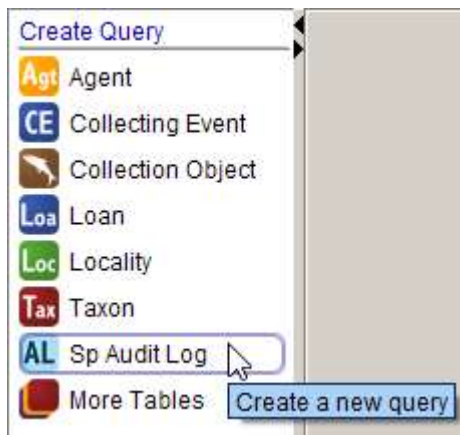 Create Query
Agt Agent
CE Collecting Event
Collection Object
Loa Loan
Loc Locality
Tax Taxon
AL Sp Audit Log
More Tables
Create a new query